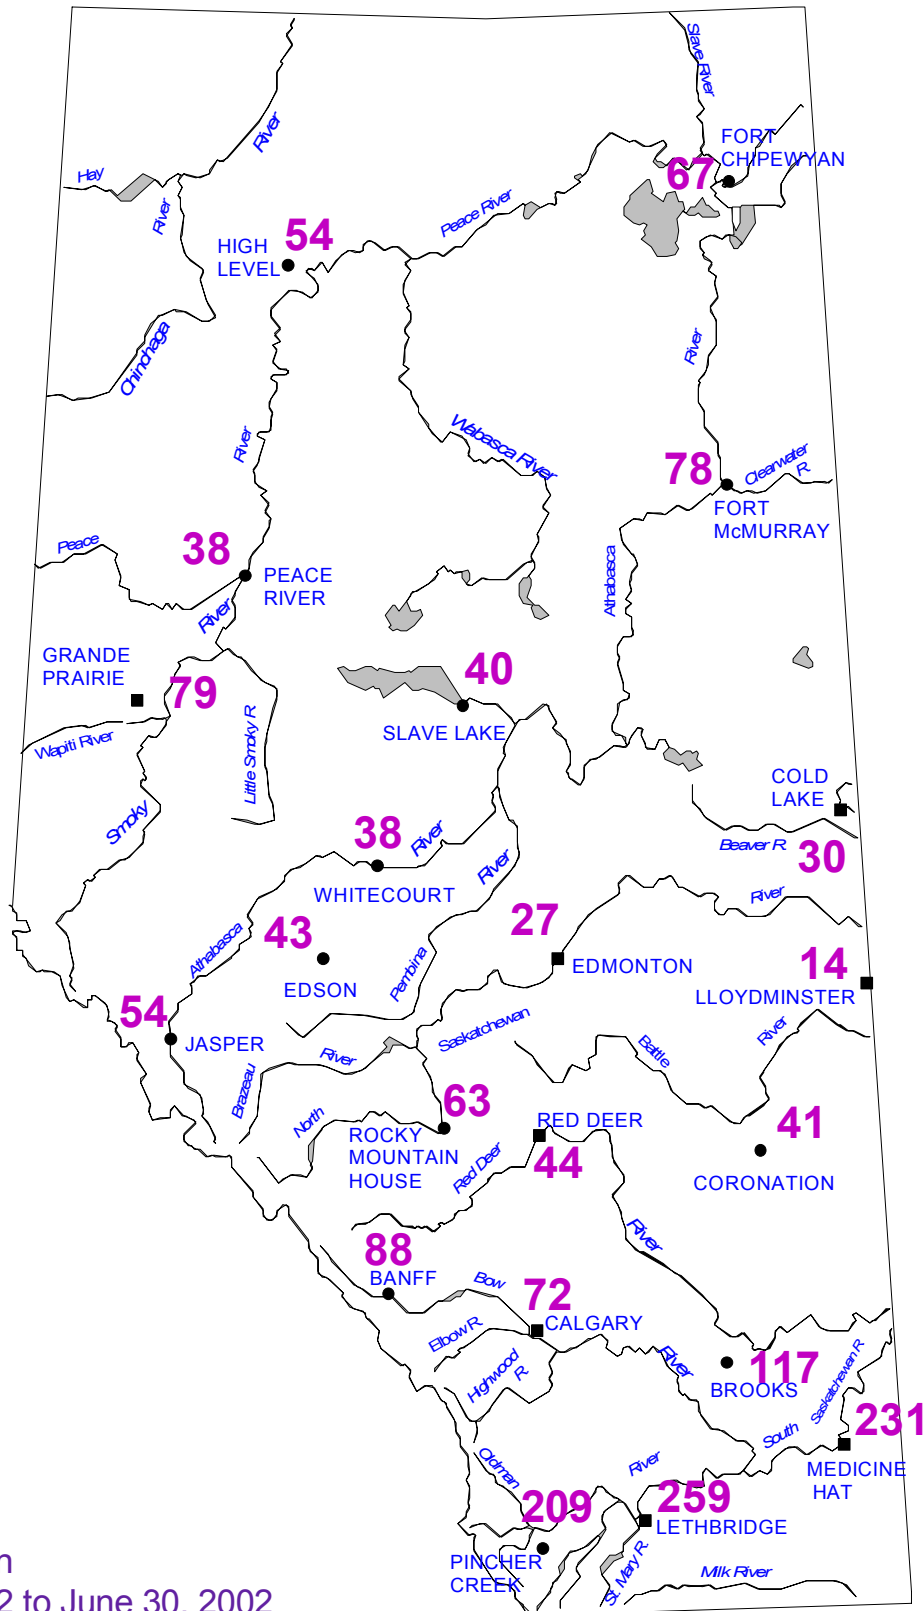 Slave River
FORT
CHIPEWYAN
67
River
Hay
River
Peace River
HIGH
LEVEL
54
Chinchaga
River
River
Wabasca River
78
Clearwater
R.
FORT
McMURRAY
Peace
38
PEACE
RIVER
River
Athabasca
GRANDE
PRAIRIE
79
40
SLAVE LAKE
Wapiti River
Little Smoky R
COLD
LAKE
Smoky
38
River
Beaver R.
30
WHITECOURT
River
River
Athabasca
43
27
EDSON
Pembina
EDMONTON
14
LLOYDMINSTER
54
JASPER
Saskatchewan
River
Battle
River
Brazeau
North
63
ROCKY
MOUNTAIN
HOUSE
RED DEER
44
Red Deer
41
CORONATION
River
88
BANFF
Bow
72
CALGARY
Elbow R.
Highwood
R.
River
117
BROOKS
Saskatchewan R
231
South
MEDICINE
HAT
Oldman
River
209
259
LETHBRIDGE
PINCHER
CREEK
St. Mary R.
Milk River
n
2 to June 30, 2002